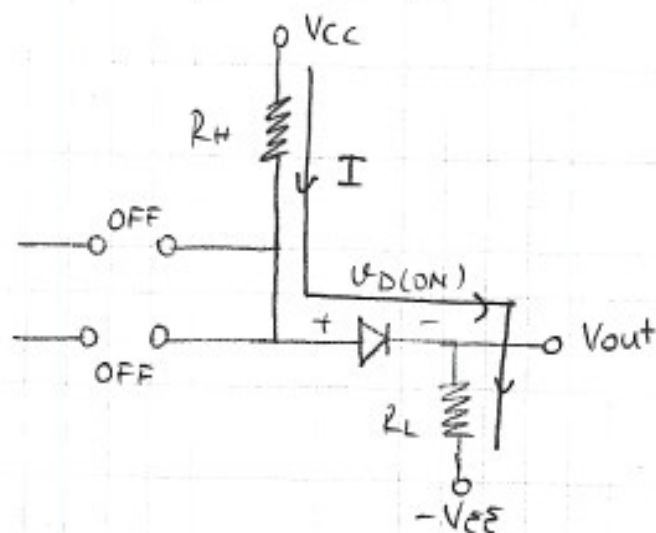 VCC
RH
I
OFF
VD(ON)
+ -
Vout
OFF
RL
-VEE